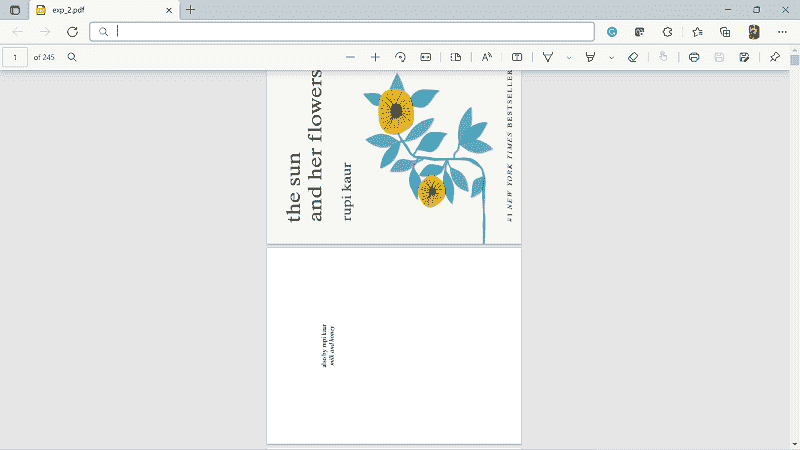 exp_2.pdf
1 of 245
the sun
and her flowers
rupi kaur
#1 NEW YORK TIMES BESTSELLER
also by rupi kaur
milk and honey